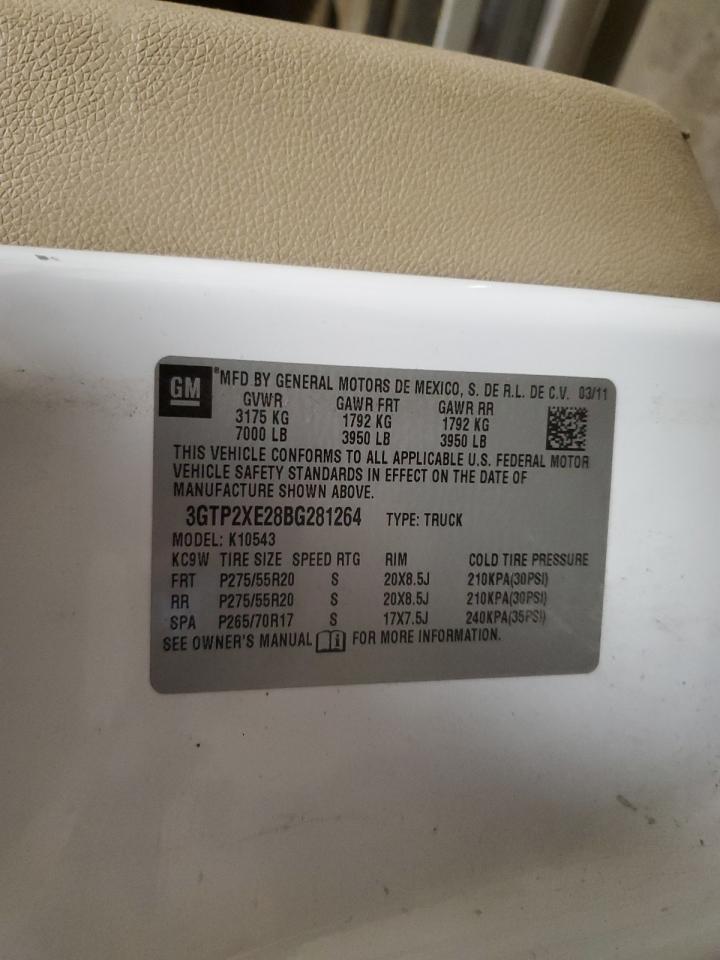 GM
®MFD BY GENERAL MOTORS DE MEXICO, S. DE R.L. DE C.V. 03/11
GVWR GAWR FRT GAWR RR
3175 KG 1792 KG 1792 KG
7000 LB 3950 LB 3950 LB
THIS VEHICLE CONFORMS TO ALL APPLICABLE U.S. FEDERAL MOTOR
VEHICLE SAFETY STANDARDS IN EFFECT ON THE DATE OF
MANUFACTURE SHOWN ABOVE.
3GTP2XE28BG281264 TYPE: TRUCK
MODEL: K10543
KC9W TIRE SIZE SPEED RTG RIM COLD TIRE PRESSURE
FRT P275/55R20 S 20X8.5J 210KPA(30PSI)
RR P275/55R20 S 20X8.5J 210KPA(30PSI)
SPA P265/70R17 S 17X7.5J 240KPA(35PSI)
SEE OWNER'S MANUAL i FOR MORE INFORMATION.